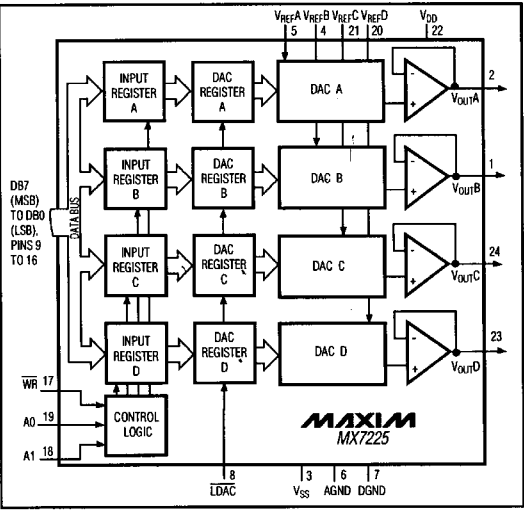 VREFA VREFB VREFC VREFD
5 4 21 20
VDD
22
INPUT
REGISTER
A
DAC
REGISTER
A
DAC A
-
+
2
VOUTA
INPUT
REGISTER
B
DAC
REGISTER
B
DAC B
-
+
1
VOUTB
DB7
(MSB)
TO DB0
(LSB),
PINS 9
TO 16
DATA BUS
INPUT
REGISTER
C
DAC
REGISTER
C
DAC C
-
+
24
VOUTC
INPUT
REGISTER
D
DAC
REGISTER
D
DAC D
-
+
23
VOUTD
WR 17
A0 19
A1 18
CONTROL
LOGIC
MAXIM
MX7225
8
LDAC
3
VSS
6
AGND
7
DGND